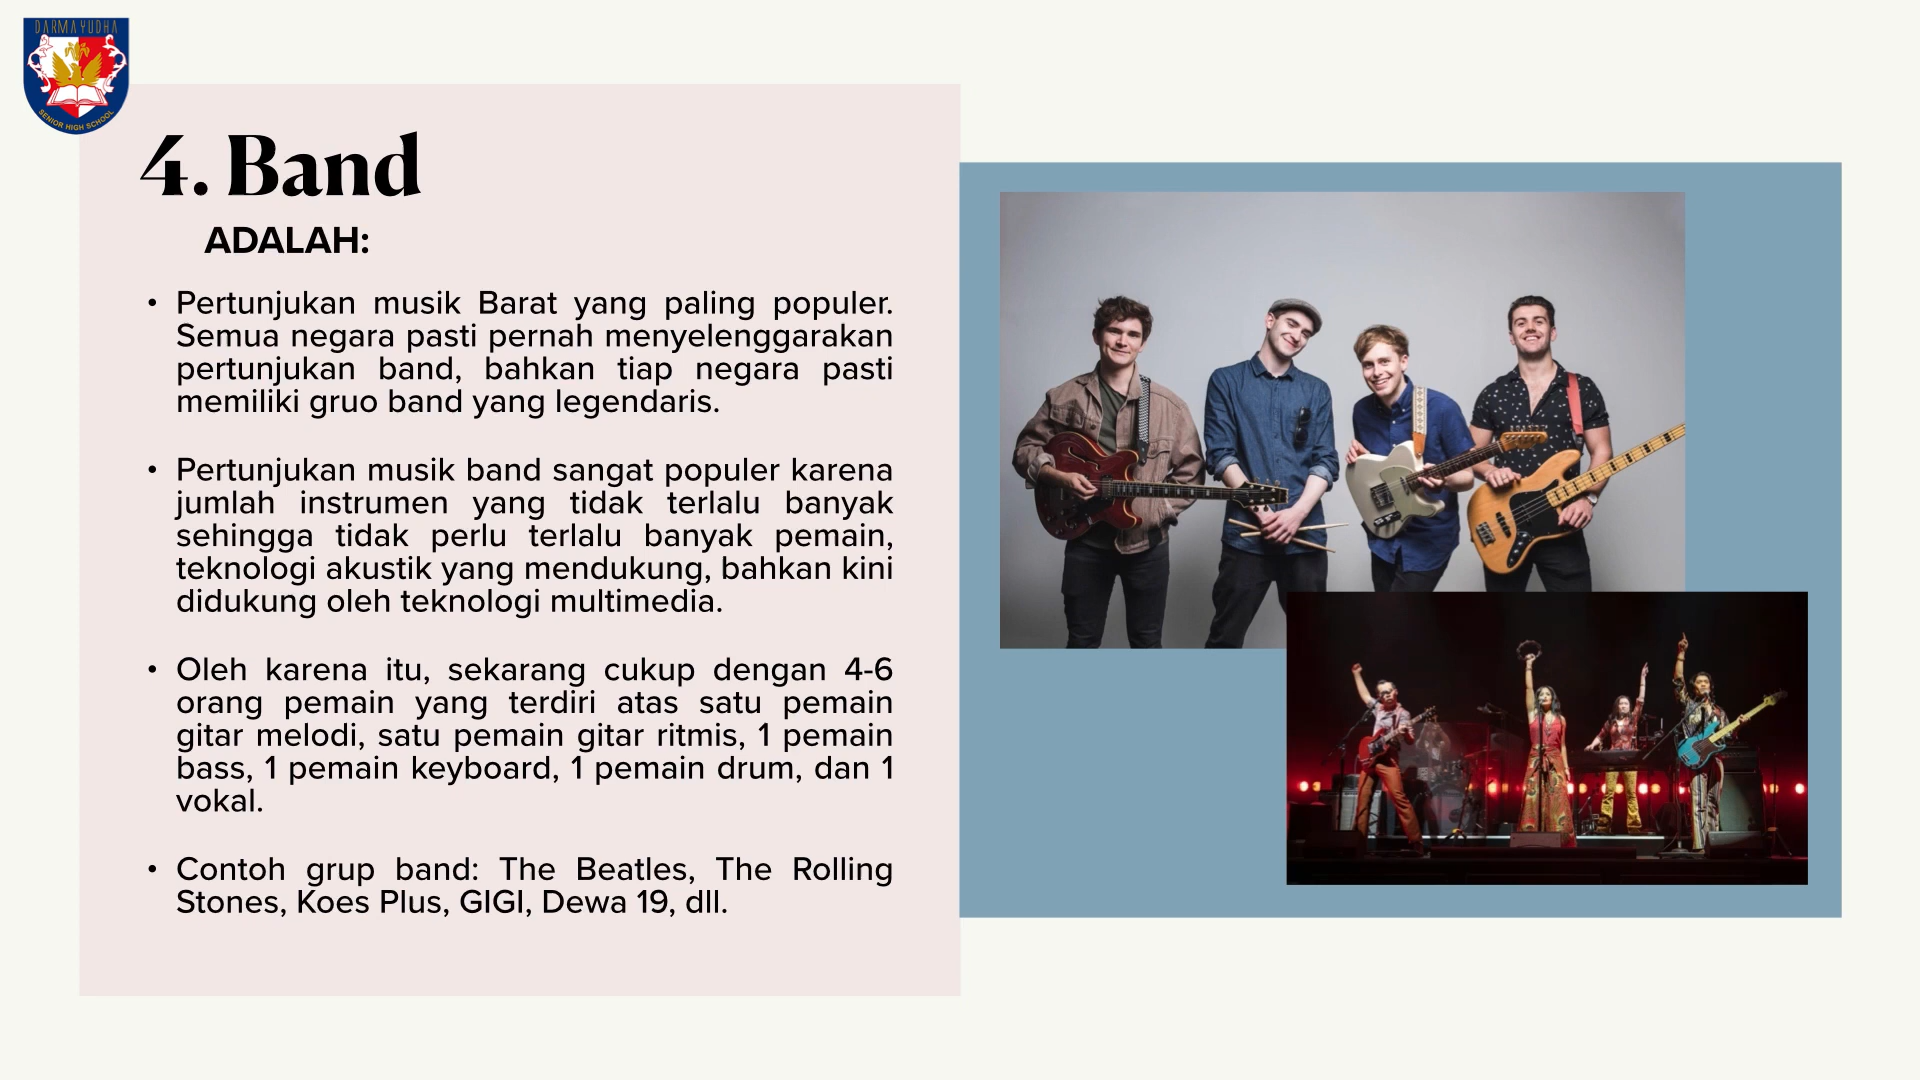 DARMAYUDHA
SENIOR HIGH SCHOOL
4. Band
ADALAH:
• Pertunjukan musik Barat yang paling populer.
Semua negara pasti pernah menyelenggarakan
pertunjukan band, bahkan tiap negara pasti
memiliki gruo band yang legendaris.
• Pertunjukan musik band sangat populer karena
jumlah instrumen yang tidak terlalu banyak
sehingga tidak perlu terlalu banyak pemain,
teknologi akustik yang mendukung, bahkan kini
didukung oleh teknologi multimedia.
• Oleh karena itu, sekarang cukup dengan 4-6
orang pemain yang terdiri atas satu pemain
gitar melodi, satu pemain gitar ritmis, 1 pemain
bass, 1 pemain keyboard, 1 pemain drum, dan 1
vokal.
• Contoh grup band: The Beatles, The Rolling
Stones, Koes Plus, GIGI, Dewa 19, dll.